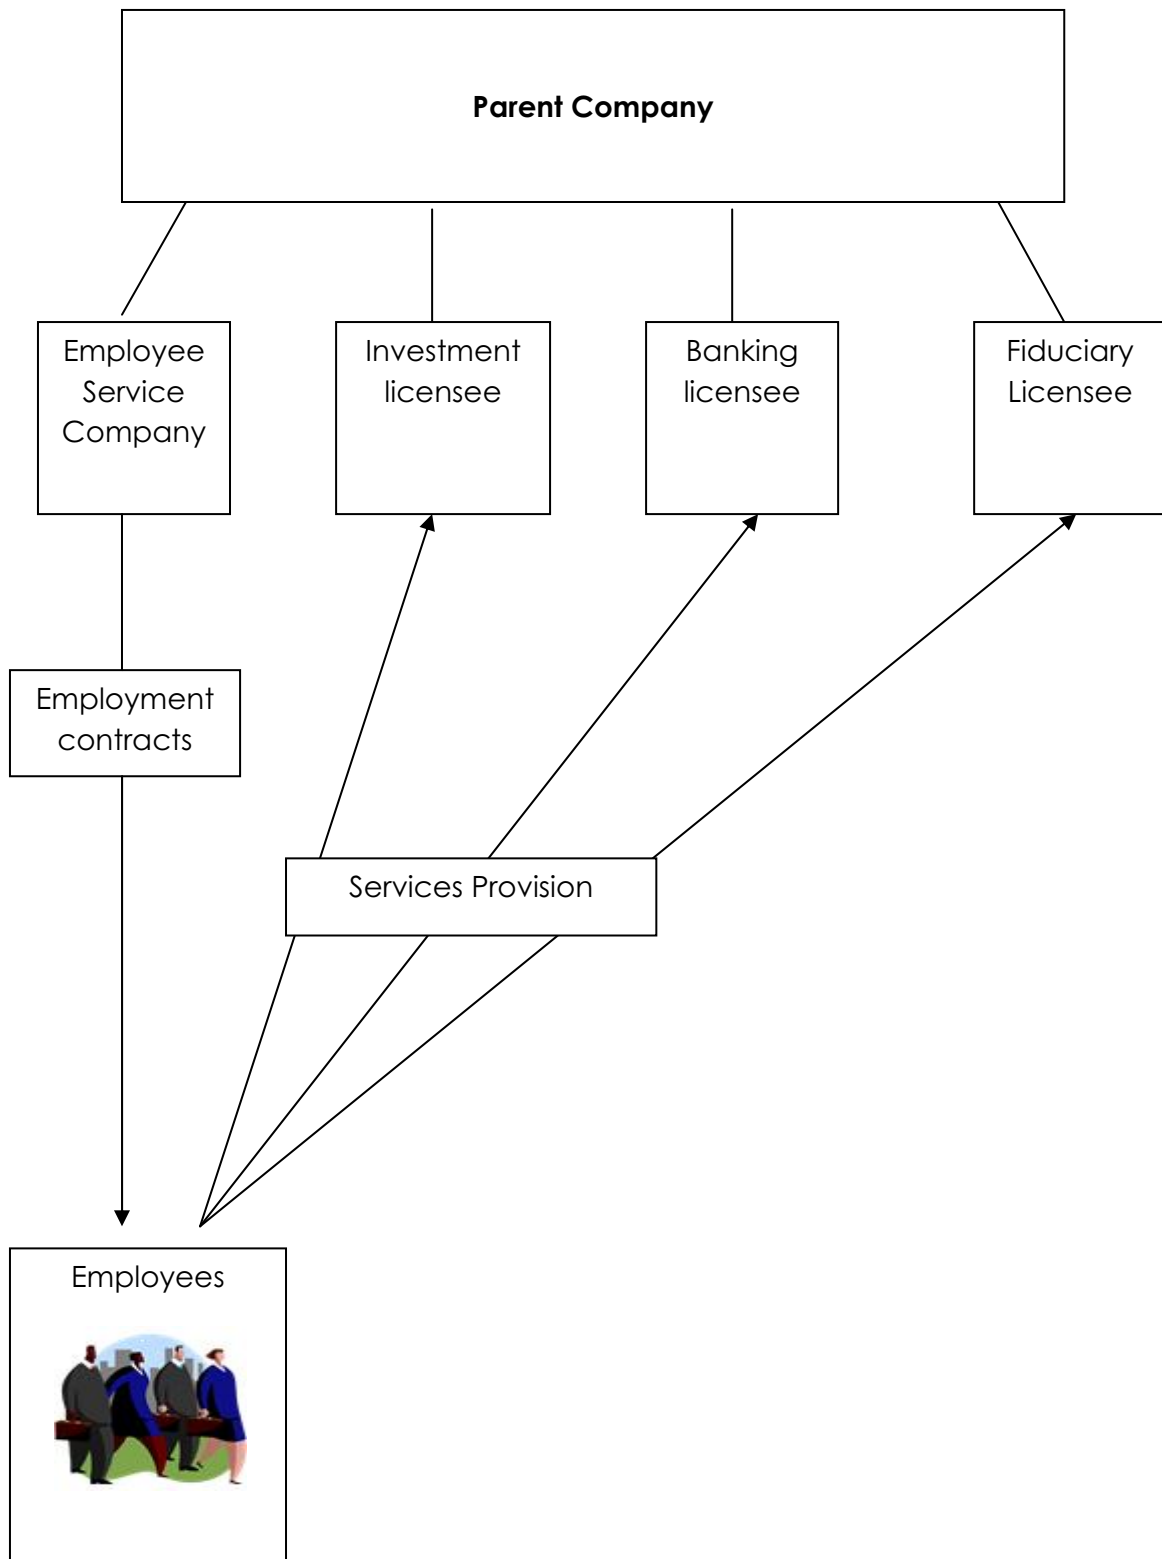 Parent Company
Employee
Service
Company
Investment
licensee
Banking
licensee
Fiduciary
Licensee
Employment
contracts
Services Provision
Employees